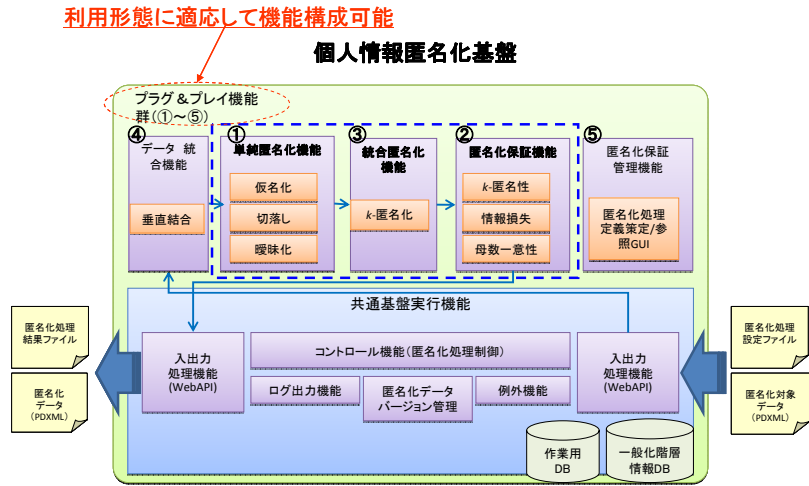 利用形態に適応して機能構成可能
個人情報匿名化基盤
プラグ＆プレイ機能
群(①～⑤)
④
データ 統
合機能
垂直結合
①
単純匿名化機能
仮名化
切落し
曖昧化
③
統合匿名化
機能
k-匿名化
②
匿名化保証機能
k-匿名性
情報損失
母数一意性
⑤
匿名化保証
管理機能
匿名化処理
定義策定/参
照GUI
共通基盤実行機能
匿名化処理
結果ファイル
匿名化
データ
(PDXML)
入出力
処理機能
(WebAPI)
コントロール機能(匿名化処理制御)
ログ出力機能
匿名化データ
バージョン管理
例外機能
入出力
処理機能
(WebAPI)
匿名化処理
設定ファイル
匿名化対象
データ
(PDXML)
作業用
DB
一般化階層
情報DB